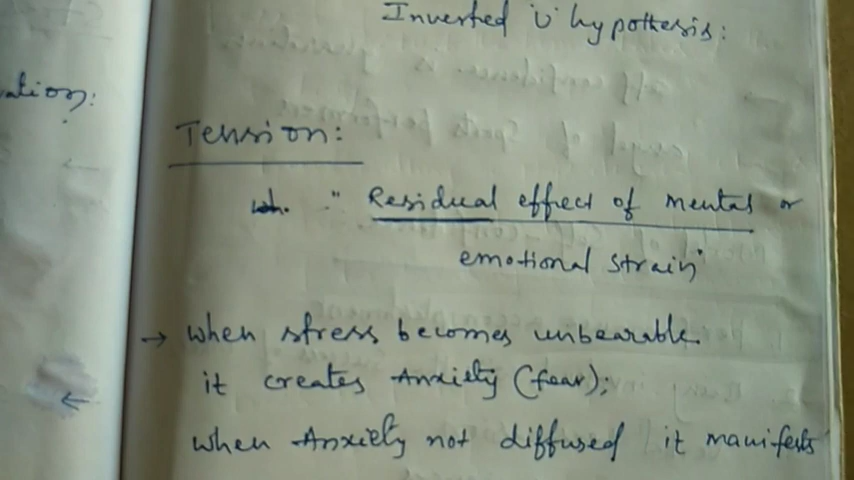 Inverted 'U' hypothesis:
ation:
Tension:
" Residual effect of mental or
emotional strain"
→ when stress becomes unbearable.
it creates Anxiety (fear);
when Anxiety not diffused it manifests
←